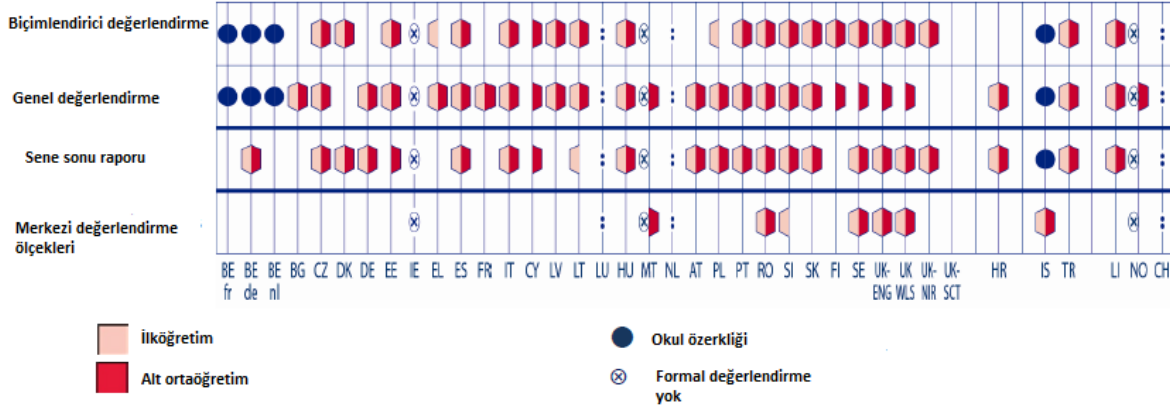 Biçimlendirici değerlendirme
Genel değerlendirme
Sene sonu raporu
Merkezi değerlendirme
ölçekleri
BE BE BE BG CZ DK DE EE IE EL ES FR IT CY LV LT LU HU MT NL AT PL PT RO SI SK FI SE UK- UK UK- UK- HR IS TR LI NO CH
fr de nl ENG WLS NIR SCT
İlköğretim
Okul özerkliği
Alt ortaöğretim
Formal değerlendirme
yok